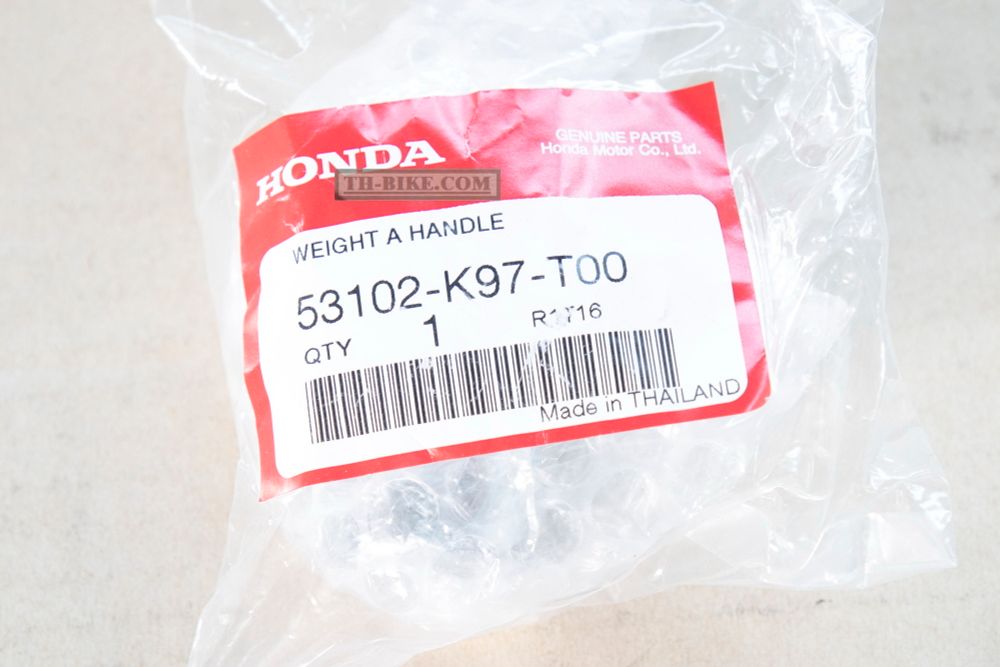 HONDA
GENUINE PARTS
Honda Motor Co., Ltd.
TH-BIKE.COM
WEIGHT A HANDLE
53102-K97-T00
QTY 1
Made in THAILAND